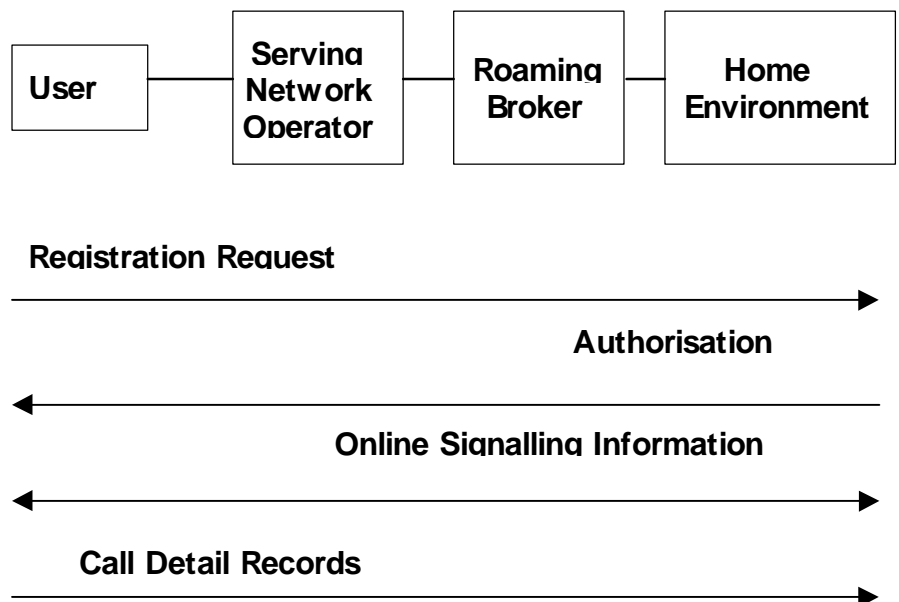 User
Serving
Network
Operator
Roaming
Broker
Home
Environment
Registration Request
Authorisation
Online Signalling Information
Call Detail Records